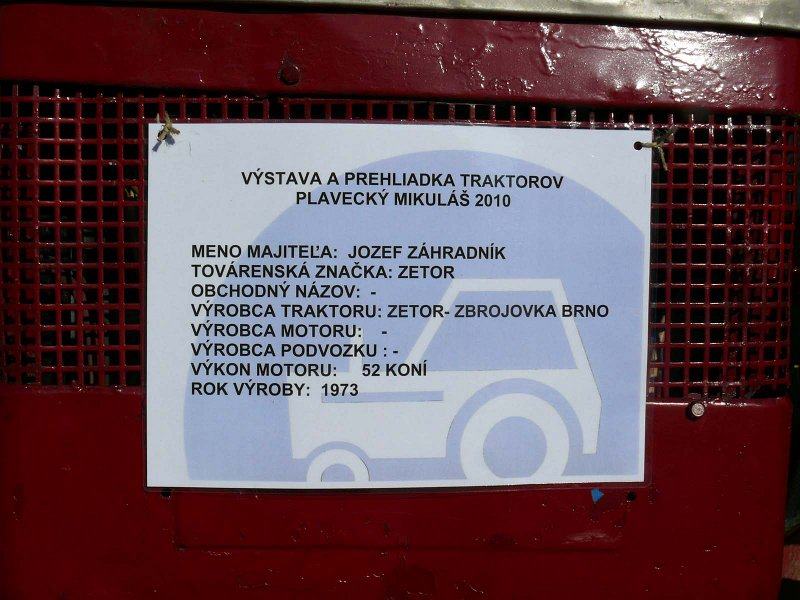 VÝSTAVA A PREHLIADKA TRAKTOROV
PLAVECKÝ MIKULÁŠ 2010
MENO MAJITEĽA: JOZEF ZÁHRADNÍK
TOVÁRENSKÁ ZNAČKA: ZETOR
OBCHODNÝ NÁZOV: -
VÝROBCA TRAKTORU: ZETOR- ZBROJOVKA BRNO
VÝROBCA MOTORU: -
VÝROBCA PODVOZKU : -
VÝKON MOTORU: 52 KONÍ
ROK VÝROBY: 1973